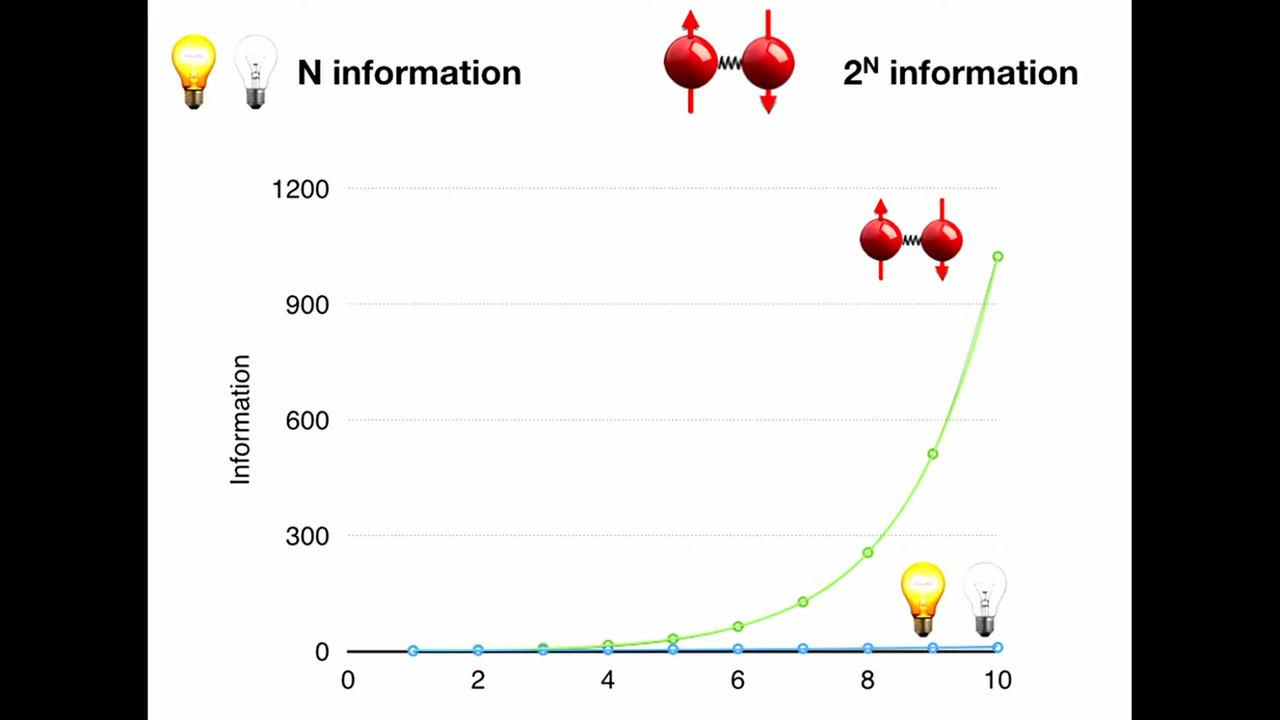 N information
2ᴺ information
1200
900
600
300
0
Information
0 2 4 6 8 10